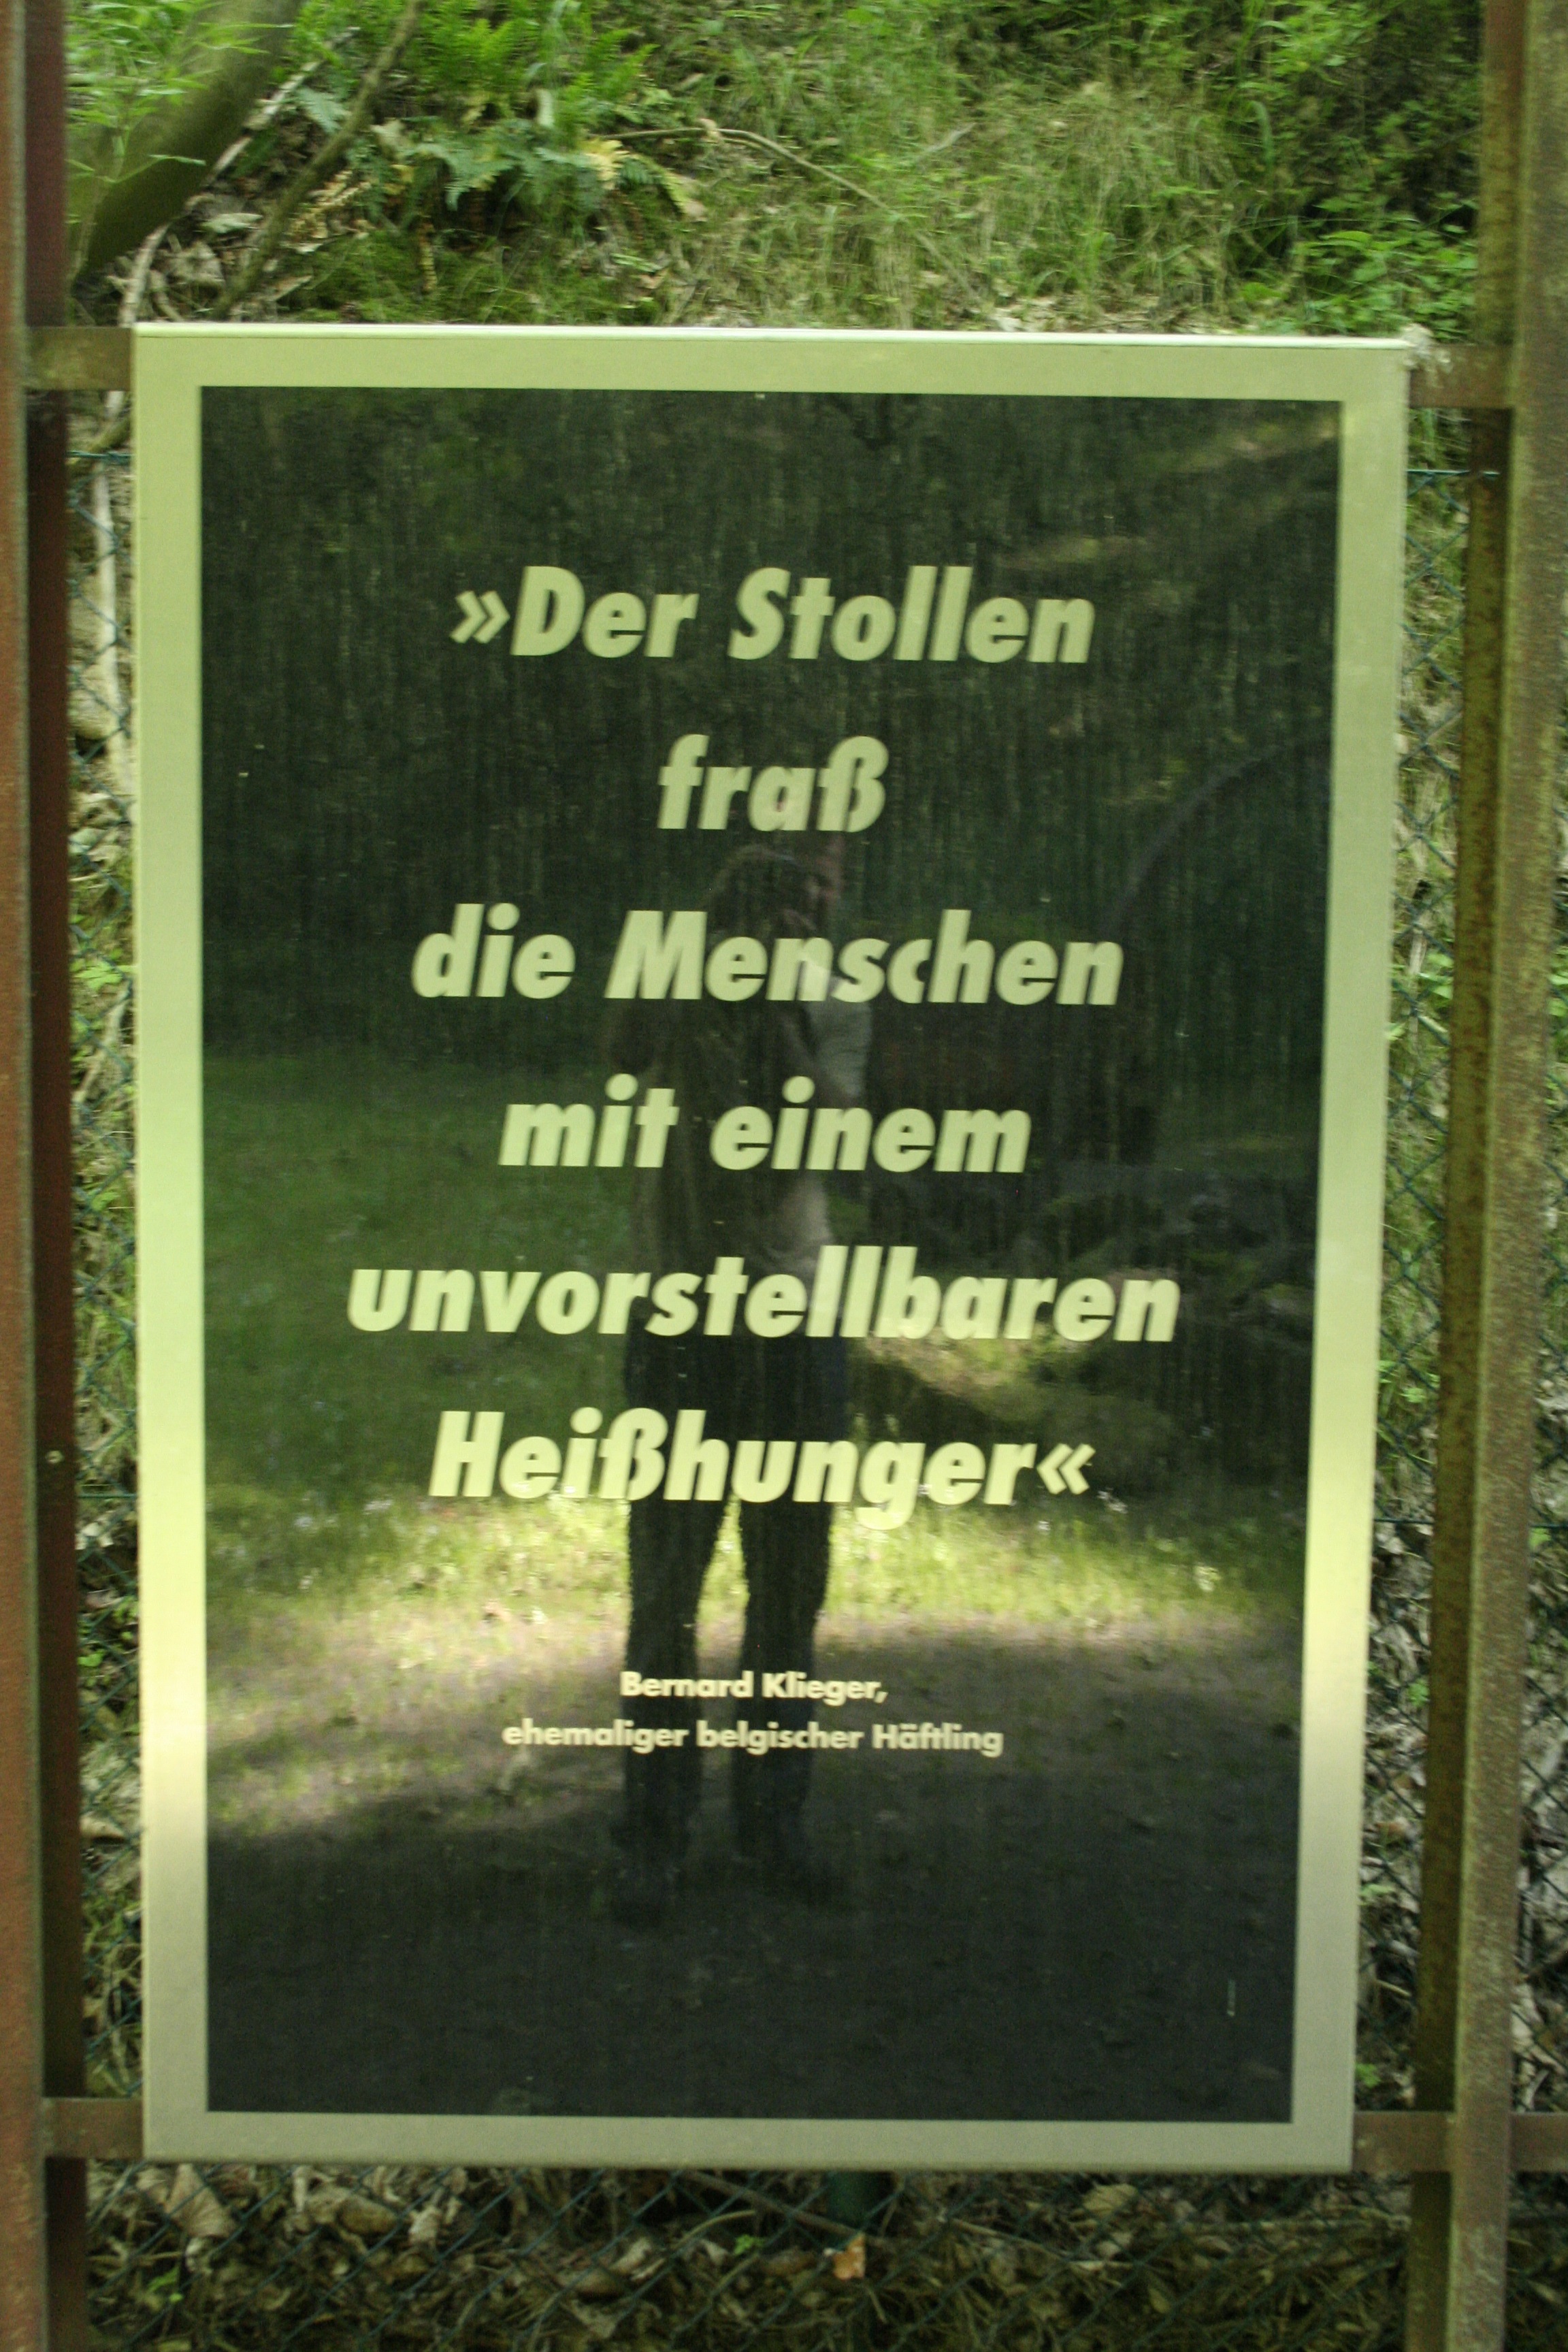 »Der Stollen
fraß
die Menschen
mit einem
unvorstellbaren
Heißhunger«
Bernard Klieger,
ehemaliger belgischer Häftling